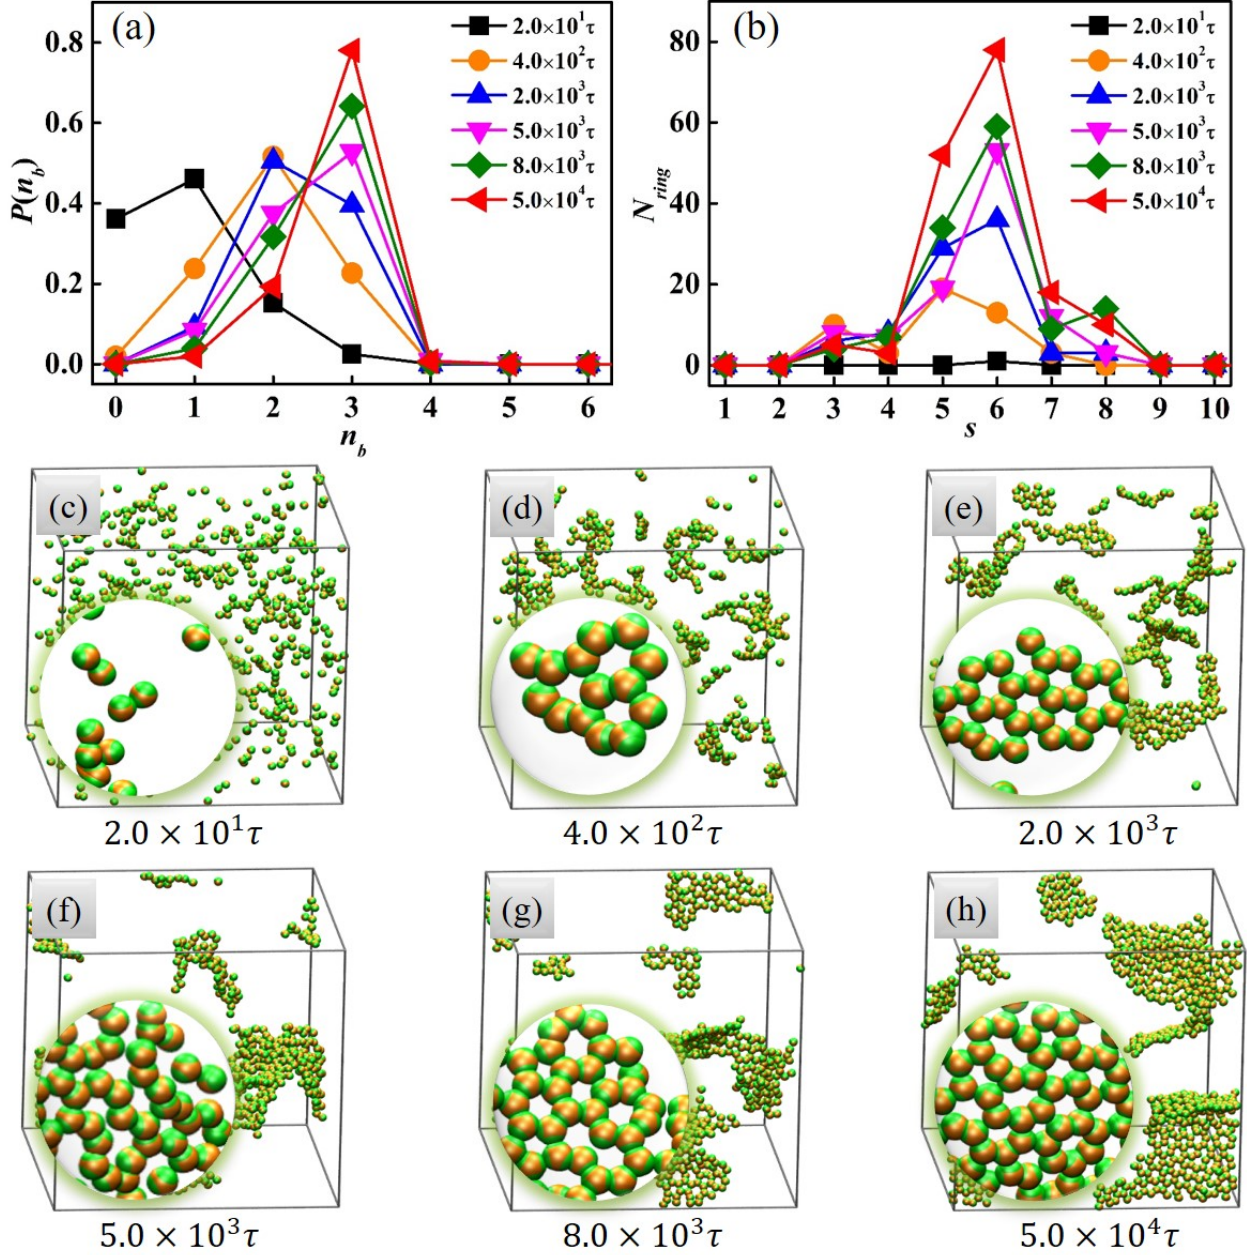 (a)
2.0×10¹τ
4.0×10²τ
2.0×10³τ
5.0×10³τ
8.0×10³τ
5.0×10⁴τ
0.8
0.6
0.4
0.2
0.0
P(n_b)
0 1 2 3 4 5 6
n_b
(b)
2.0×10¹τ
4.0×10²τ
2.0×10³τ
5.0×10³τ
8.0×10³τ
5.0×10⁴τ
80
60
40
20
0
N_ring
1 2 3 4 5 6 7 8 9 10
s
(c)
2.0 × 10¹τ
(d)
4.0 × 10²τ
(e)
2.0 × 10³τ
(f)
5.0 × 10³τ
(g)
8.0 × 10³τ
(h)
5.0 × 10⁴τ